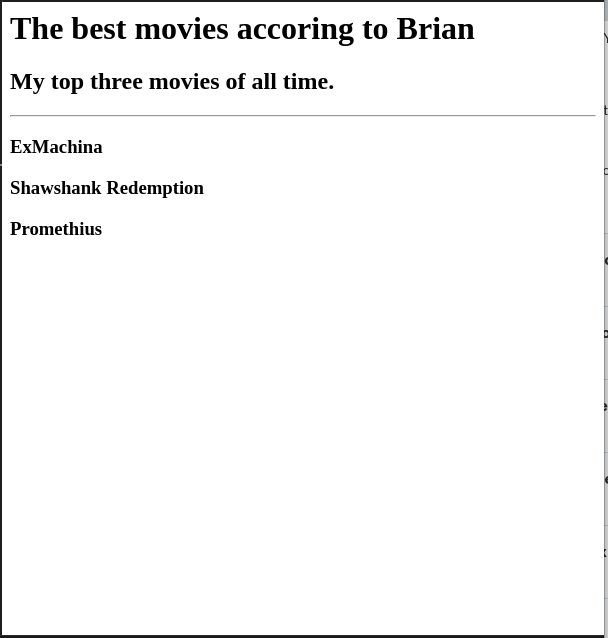 The best movies accoring to Brian
My top three movies of all time.
ExMachina
Shawshank Redemption
Promethius